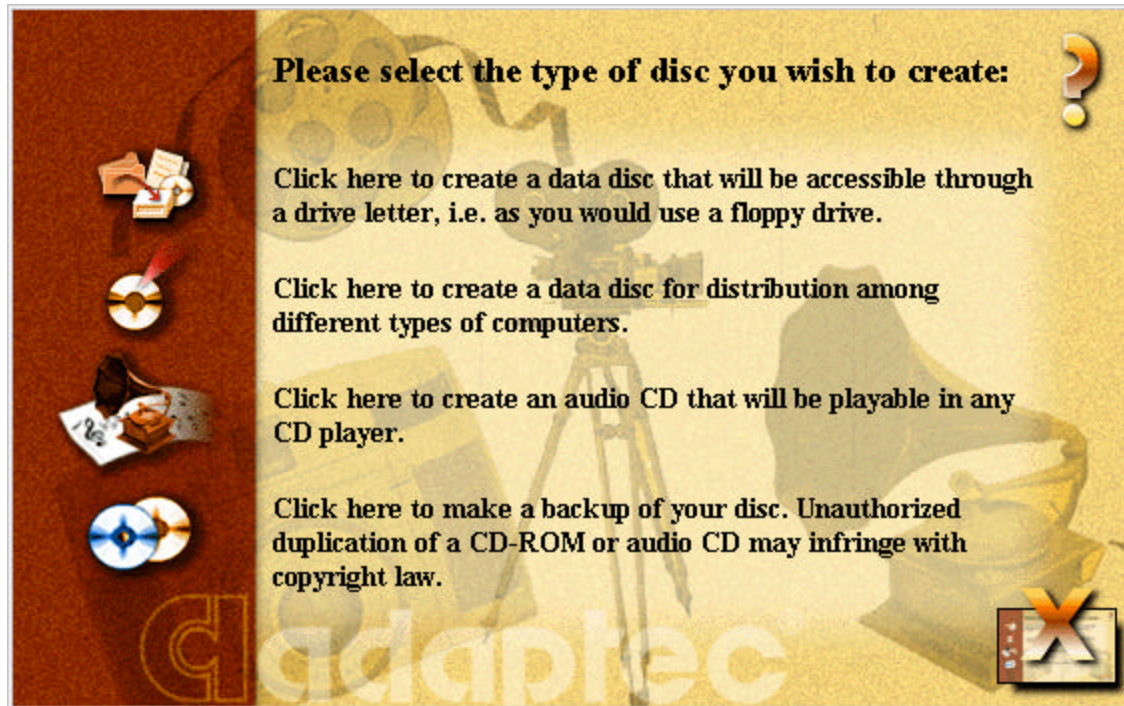 Please select the type of disc you wish to create:
Click here to create a data disc that will be accessible through
a drive letter, i.e. as you would use a floppy drive.
Click here to create a data disc for distribution among
different types of computers.
Click here to create an audio CD that will be playable in any
CD player.
Click here to make a backup of your disc. Unauthorized
duplication of a CD-ROM or audio CD may infringe with
copyright law.
adaptec